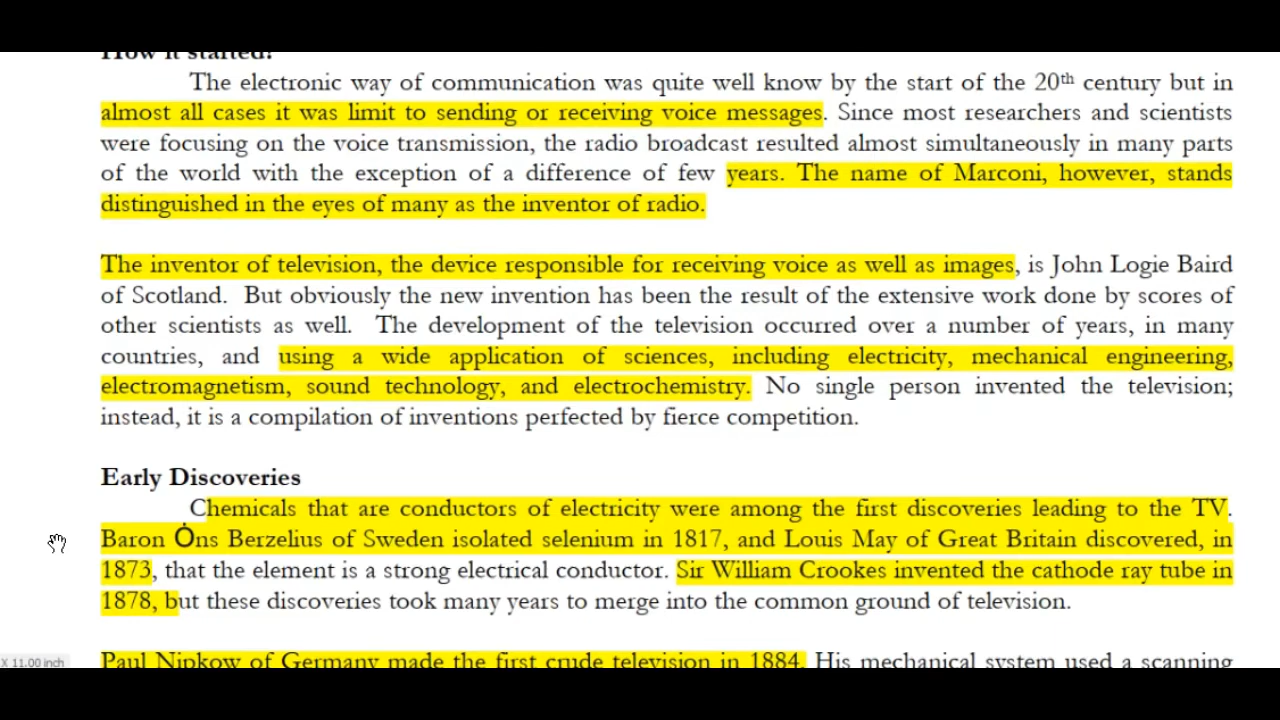 How it started?
The electronic way of communication was quite well know by the start of the 20th century but in
almost all cases it was limit to sending or receiving voice messages. Since most researchers and scientists
were focusing on the voice transmission, the radio broadcast resulted almost simultaneously in many parts
of the world with the exception of a difference of few years. The name of Marconi, however, stands
distinguished in the eyes of many as the inventor of radio.
The inventor of television, the device responsible for receiving voice as well as images, is John Logie Baird
of Scotland. But obviously the new invention has been the result of the extensive work done by scores of
other scientists as well. The development of the television occurred over a number of years, in many
countries, and using a wide application of sciences, including electricity, mechanical engineering,
electromagnetism, sound technology, and electrochemistry. No single person invented the television;
instead, it is a compilation of inventions perfected by fierce competition.
Early Discoveries
Chemicals that are conductors of electricity were among the first discoveries leading to the TV.
Baron Ȯns Berzelius of Sweden isolated selenium in 1817, and Louis May of Great Britain discovered, in
1873, that the element is a strong electrical conductor. Sir William Crookes invented the cathode ray tube in
1878, but these discoveries took many years to merge into the common ground of television.
Paul Nipkow of Germany made the first crude television in 1884. His mechanical system used a scanning
X 11.00 inch